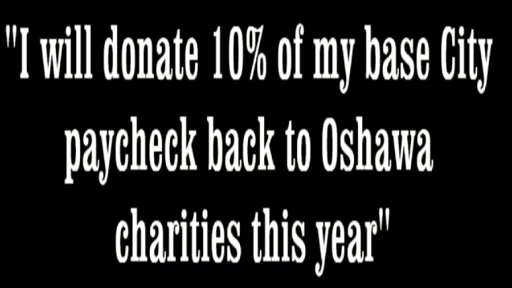 "I will donate 10% of my base City
paycheck back to Oshawa
charities this year"